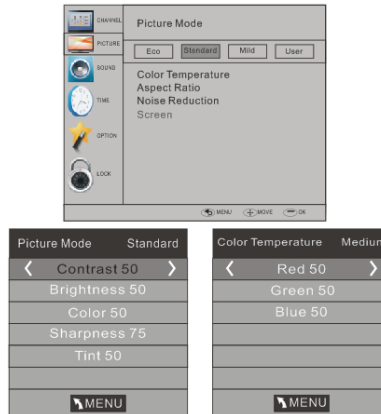 CHANNEL
PICTURE
SOUND
TIME
OPTION
LOCK
Picture Mode
Eco Standard Mild User
Color Temperature
Aspect Ratio
Noise Reduction
Screen
MENU MOVE OK
Picture Mode Standard
Contrast 50
Brightness 50
Color 50
Sharpness 75
Tint 50
MENU
Color Temperature Medium
Red 50
Green 50
Blue 50
MENU